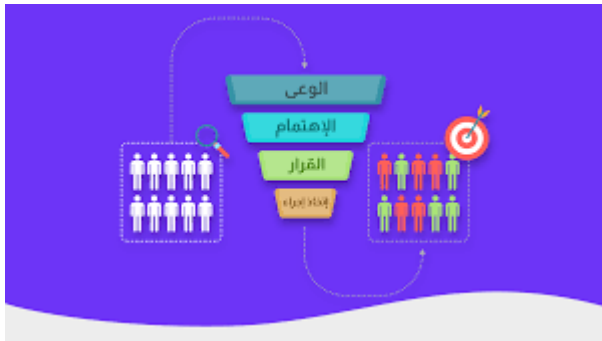 الوعى
الإهتمام
القرار
إتخاذ إجراء